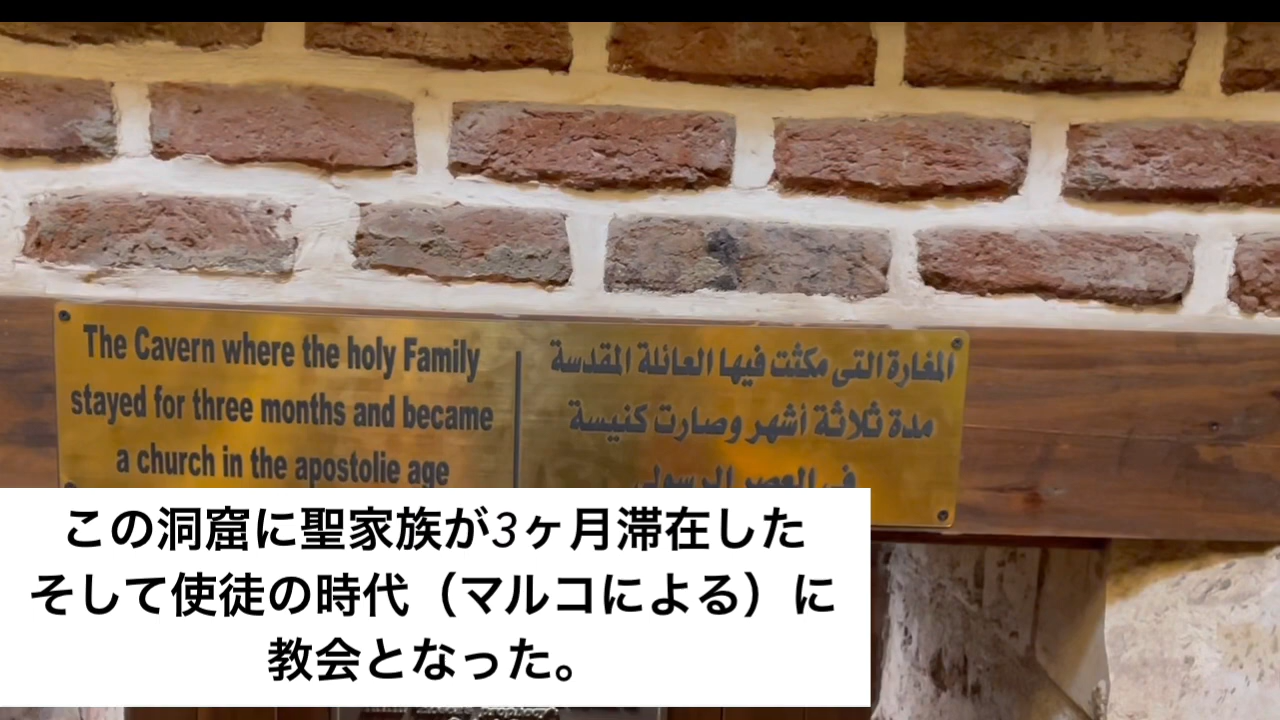 The Cavern where the holy Family
stayed for three months and became
a church in the apostolie age
المغارة التى مكثت فيها العائلة المقدسة
مدة ثلاثة أشهر وصارت كنيسة
فى العصر الرسولى
この洞窟に聖家族が3ヶ月滞在した
そして使徒の時代（マルコによる）に
教会となった。